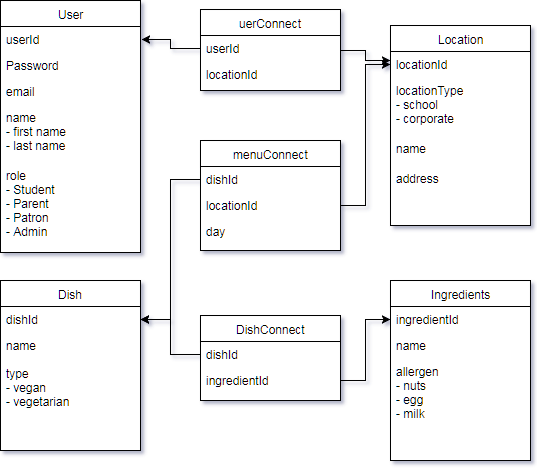 User
userId
Password
email
name
- first name
- last name
role
- Student
- Parent
- Patron
- Admin
uerConnect
userId
locationId
Location
locationId
locationType
- school
- corporate
name
address
menuConnect
dishId
locationId
day
Dish
dishId
name
type
- vegan
- vegetarian
DishConnect
dishId
ingredientId
Ingredients
ingredientId
name
allergen
- nuts
- egg
- milk